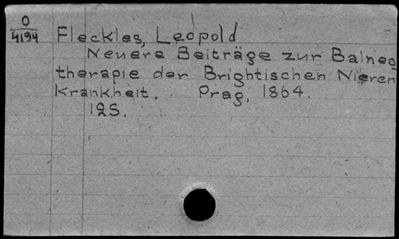 O
4194
Fleckles, Leopold
Neuere Beiträge zur Balneo
therapie der Brightischen Nieren
Krankheit. Prag, 1864.
12S.